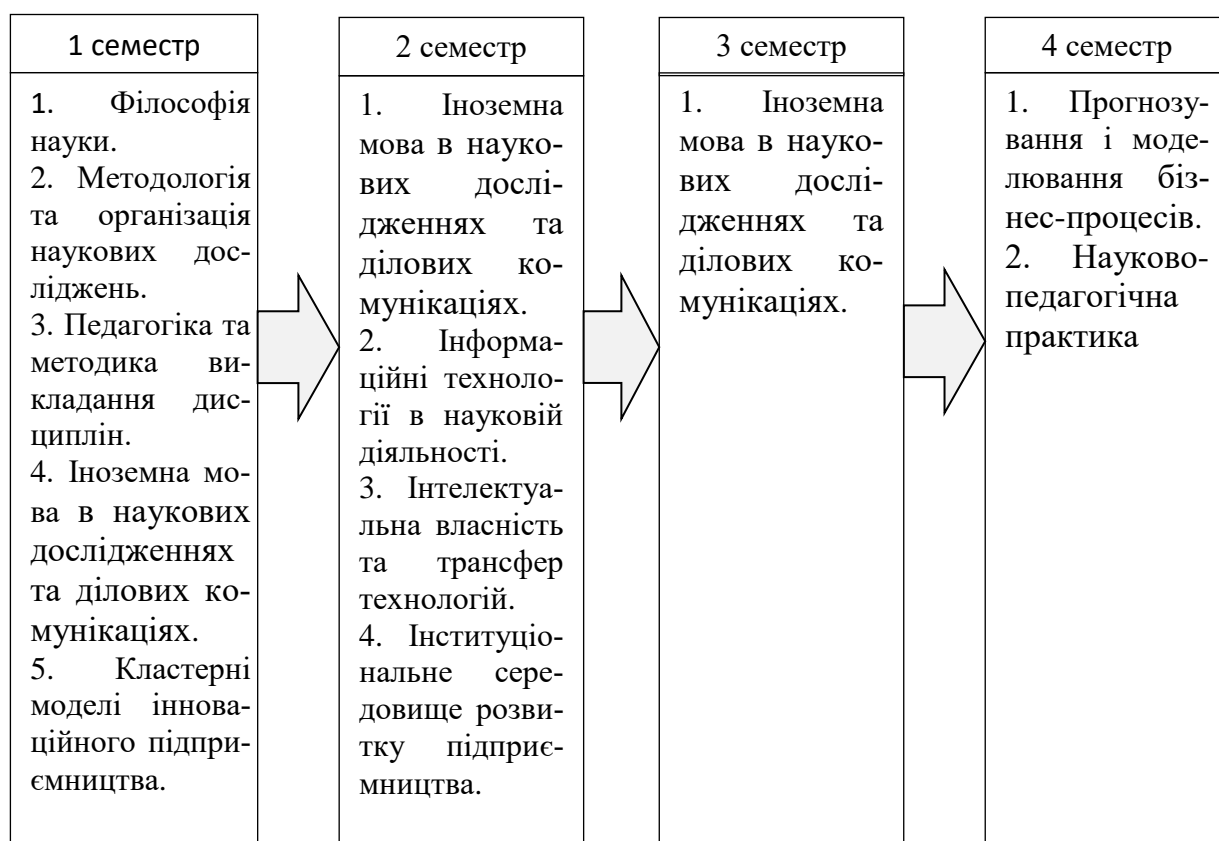 1 семестр
1. Філософія
науки.
2. Методологія
та організація
наукових дос-
ліджень.
3. Педагогіка та
методика ви-
кладання дис-
циплін.
4. Іноземна мо-
ва в наукових
дослідженнях
та ділових ко-
мунікаціях.
5. Кластерні
моделі іннова-
ційного підпри-
ємництва.
2 семестр
1. Іноземна
мова в науко-
вих дослі-
дженнях та
ділових ко-
мунікаціях.
2. Інформа-
ційні техноло-
гії в науковій
діяльності.
3. Інтелектуа-
льна власність
та трансфер
технологій.
4. Інституціо-
нальне сере-
довище розви-
тку підприє-
мництва.
3 семестр
1. Іноземна
мова в науко-
вих дослі-
дженнях та
ділових ко-
мунікаціях.
4 семестр
1. Прогнозу-
вання і моде-
лювання біз-
нес-процесів.
2. Науково-
педагогічна
практика